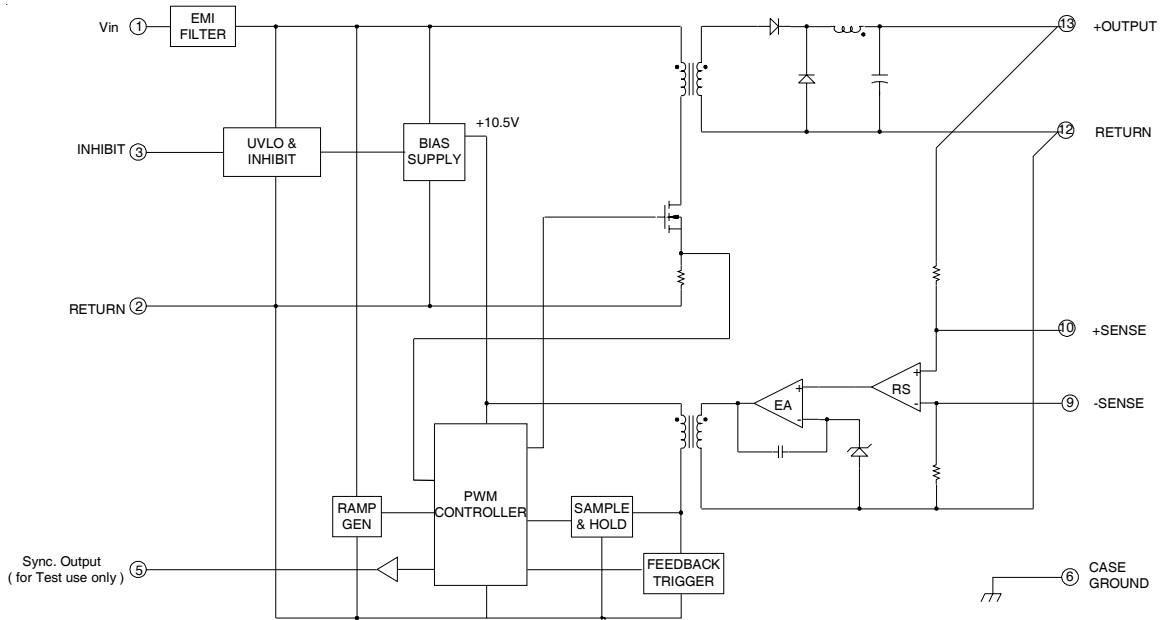 Vin 1
EMI
FILTER
13 +OUTPUT
12 RETURN
+10.5V
INHIBIT 3
UVLO &
INHIBIT
BIAS
SUPPLY
RETURN 2
10 +SENSE
RS
+
-
9 -SENSE
EA
+
-
PWM
CONTROLLER
RAMP
GEN
SAMPLE
& HOLD
FEEDBACK
TRIGGER
Sync. Output
( for Test use only )
5
6 CASE
GROUND